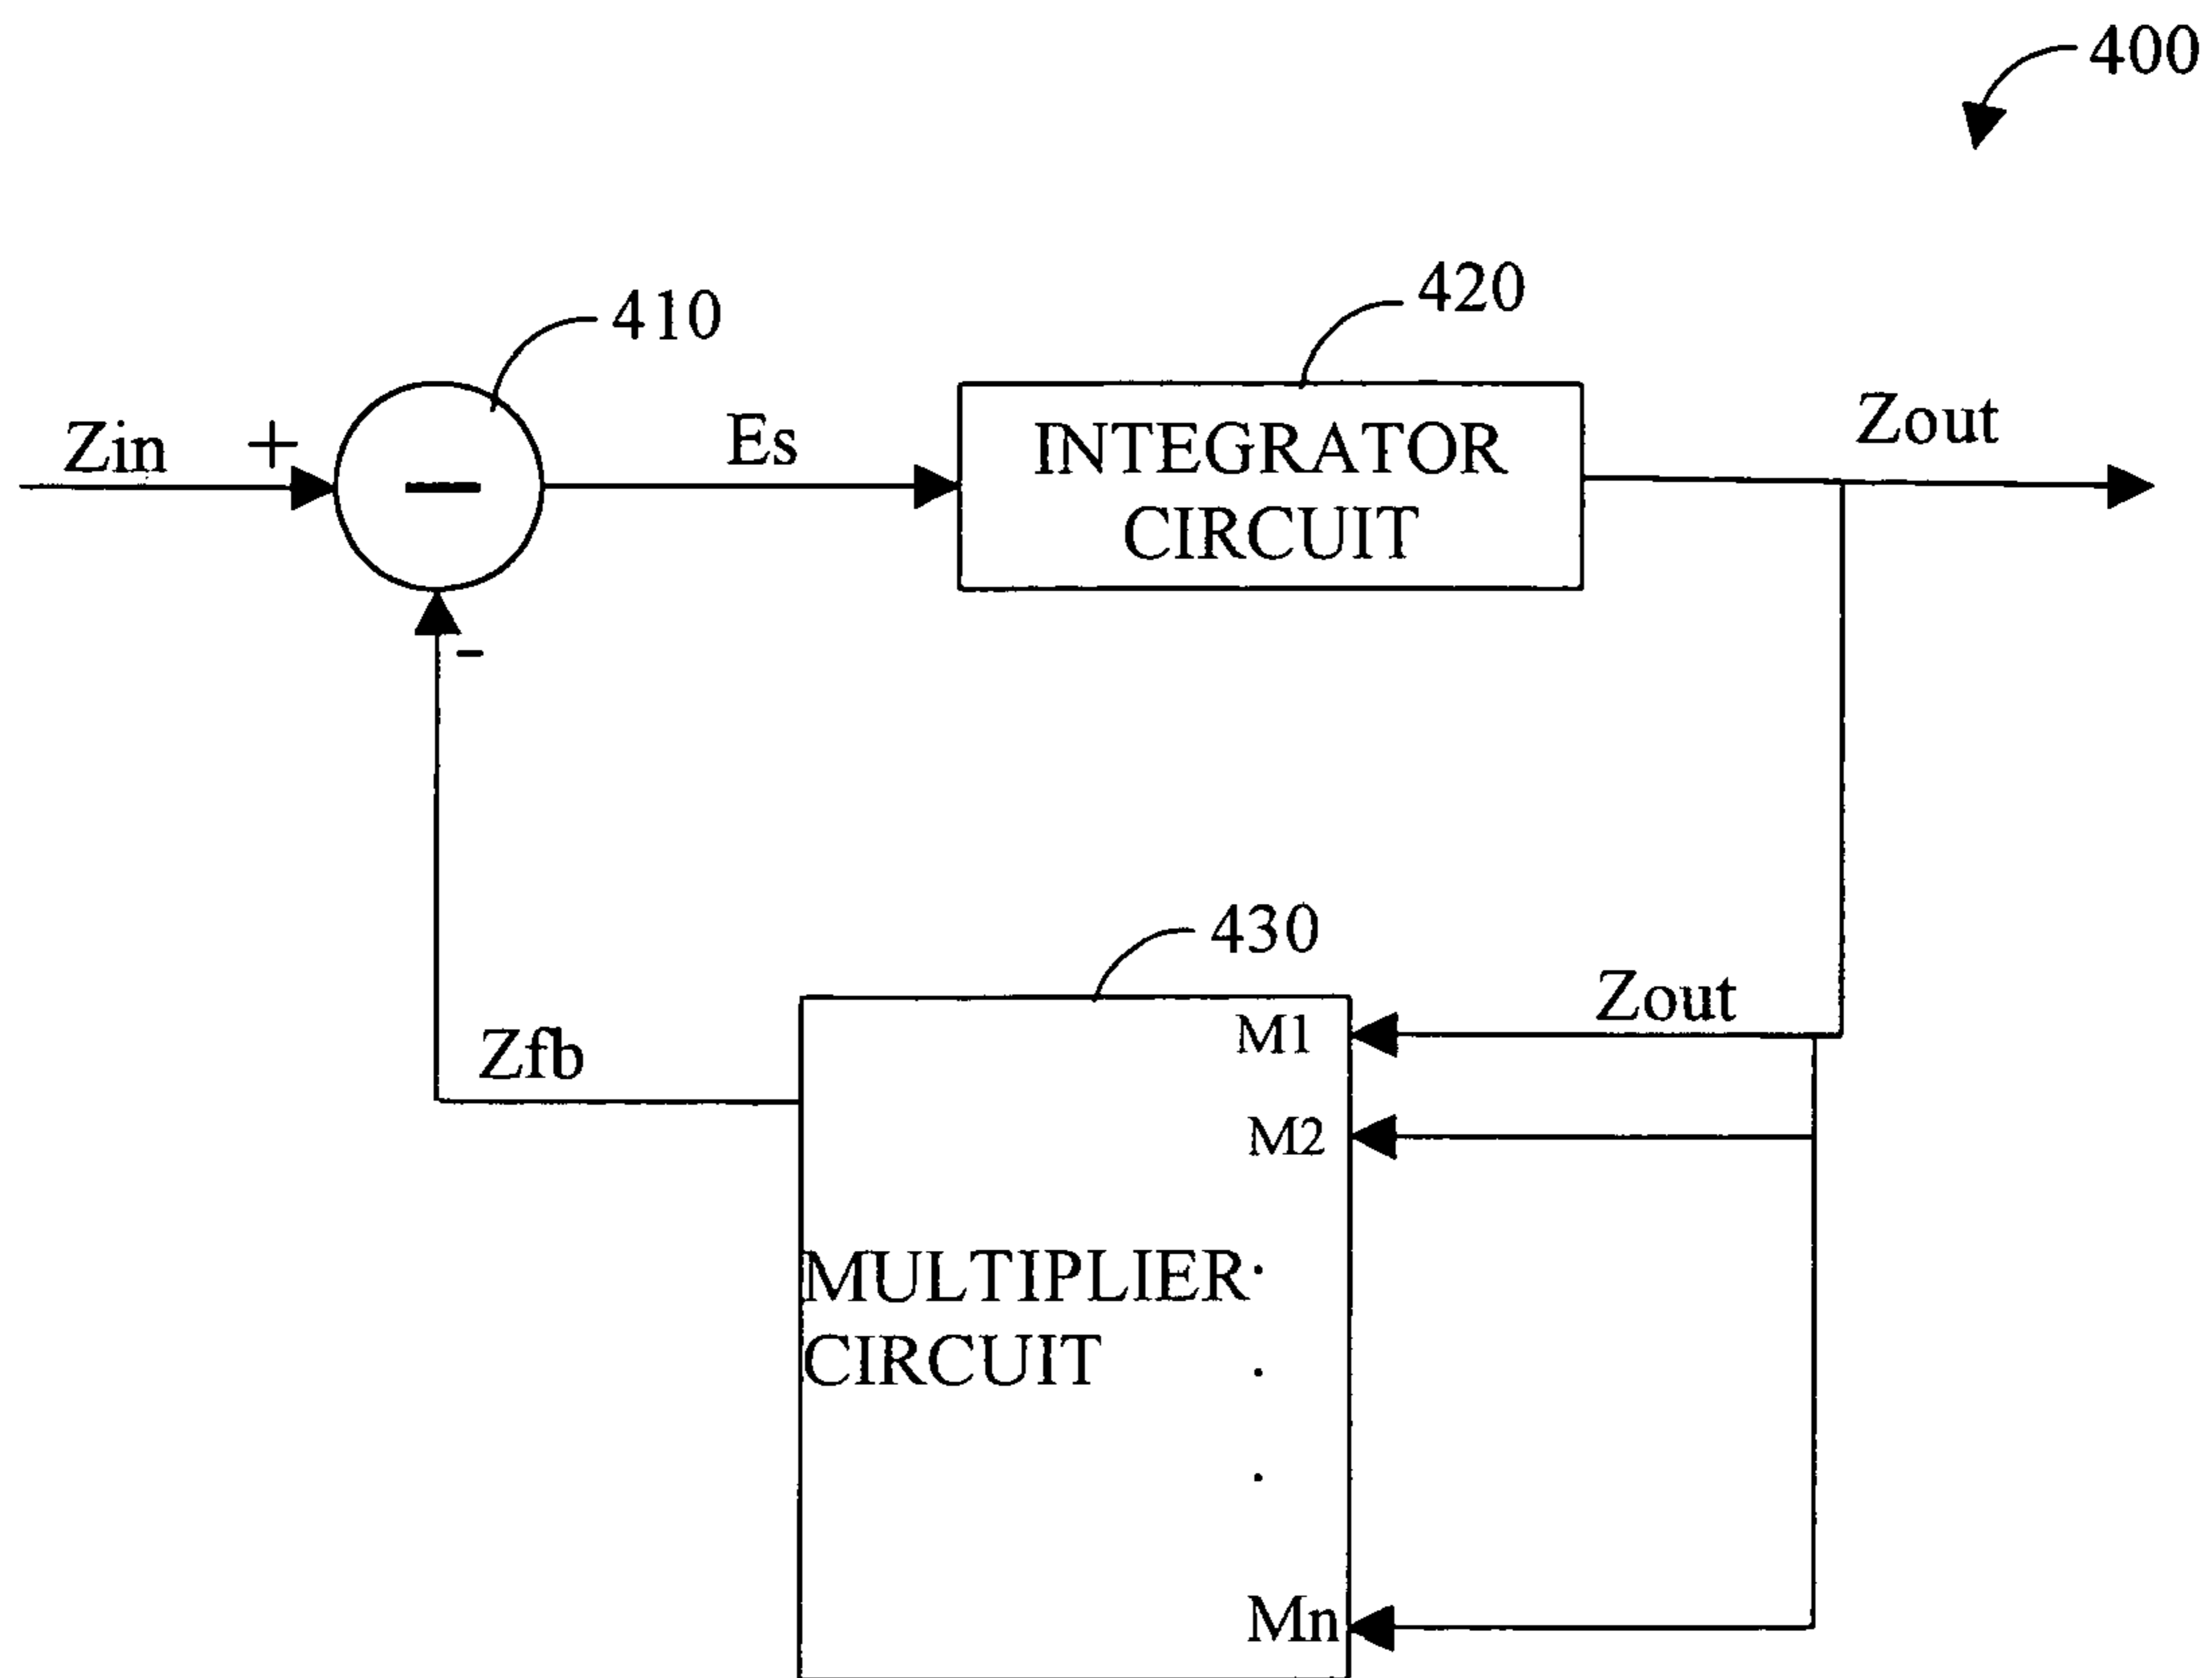 400
410
420
Zin +
−
Es
INTEGRATOR
CIRCUIT
Zout
-
430
Zout
M1
Zfb
M2
MULTIPLIER
CIRCUIT
.
.
.
Mn